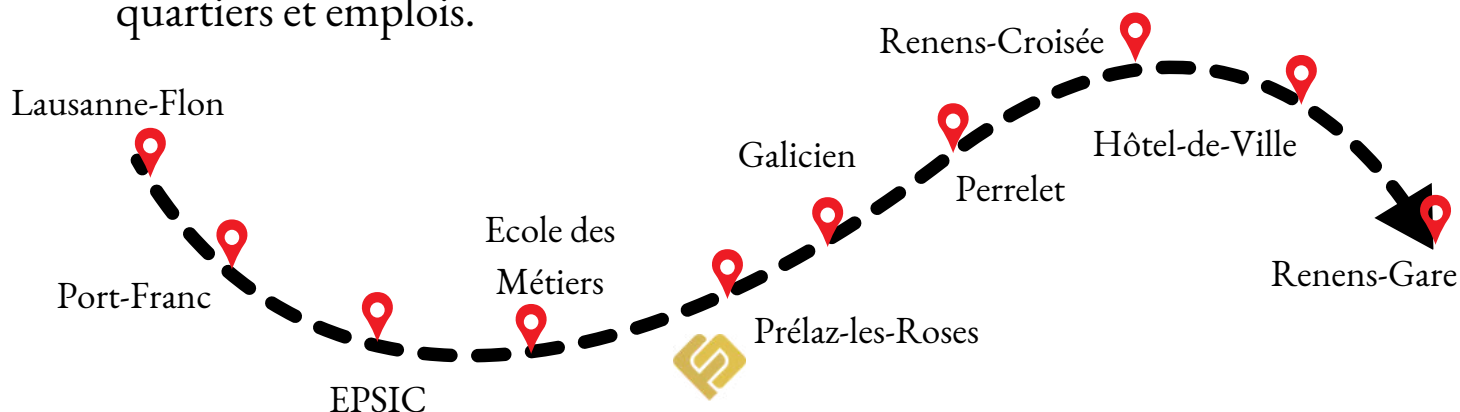 quartiers et emplois.
Lausanne-Flon
Port-Franc
EPSIC
Ecole des
Métiers
Prélaz-les-Roses
Galicien
Perrelet
Renens-Croisée
Hôtel-de-Ville
Renens-Gare